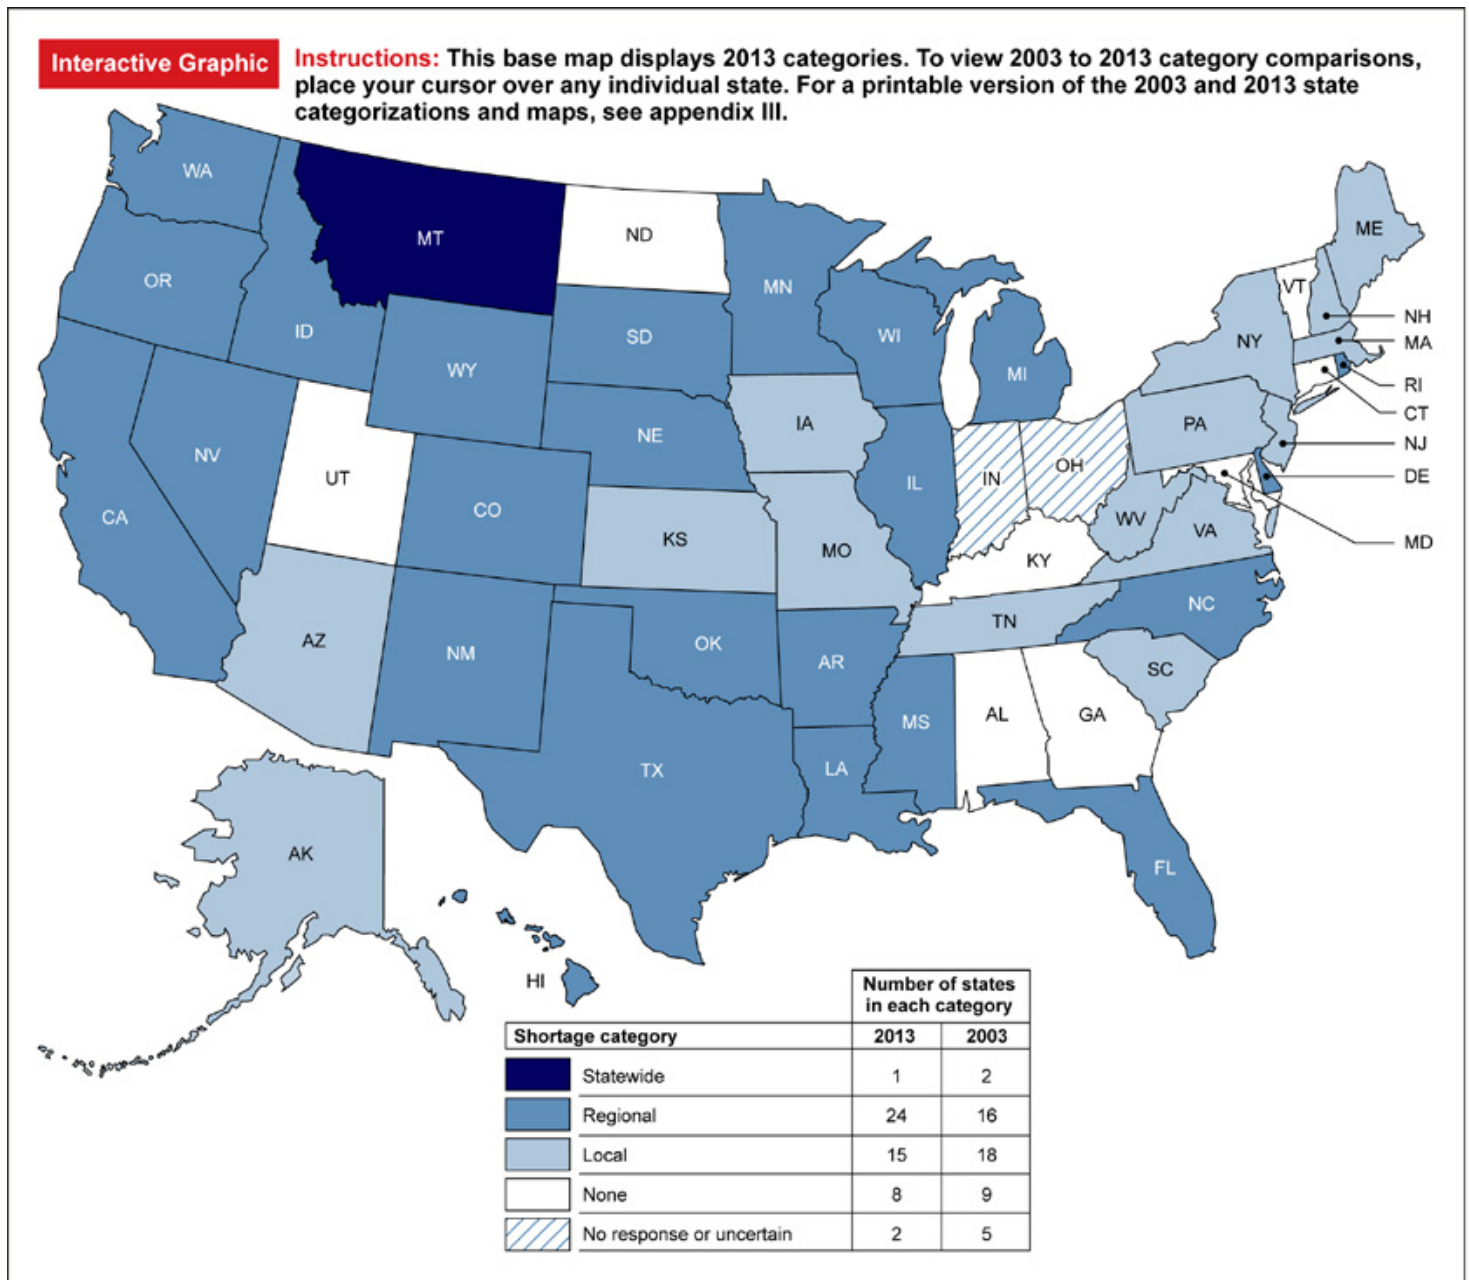 Interactive Graphic
Instructions: This base map displays 2013 categories. To view 2003 to 2013 category comparisons,
place your cursor over any individual state. For a printable version of the 2003 and 2013 state
categorizations and maps, see appendix III.
WA
MT
ND
MN
ME
OR
ID
SD
WI
VT
NH
NY
MA
WY
MI
RI
CT
NE
IA
PA
NJ
NV
UT
IL
IN
OH
DE
CA
CO
KS
MO
WV
VA
MD
KY
AZ
NM
OK
AR
TN
NC
SC
TX
LA
MS
AL
GA
AK
FL
HI
Number of states
in each category
Shortage category 2013 2003
Statewide 1 2
Regional 24 16
Local 15 18
None 8 9
No response or uncertain 2 5